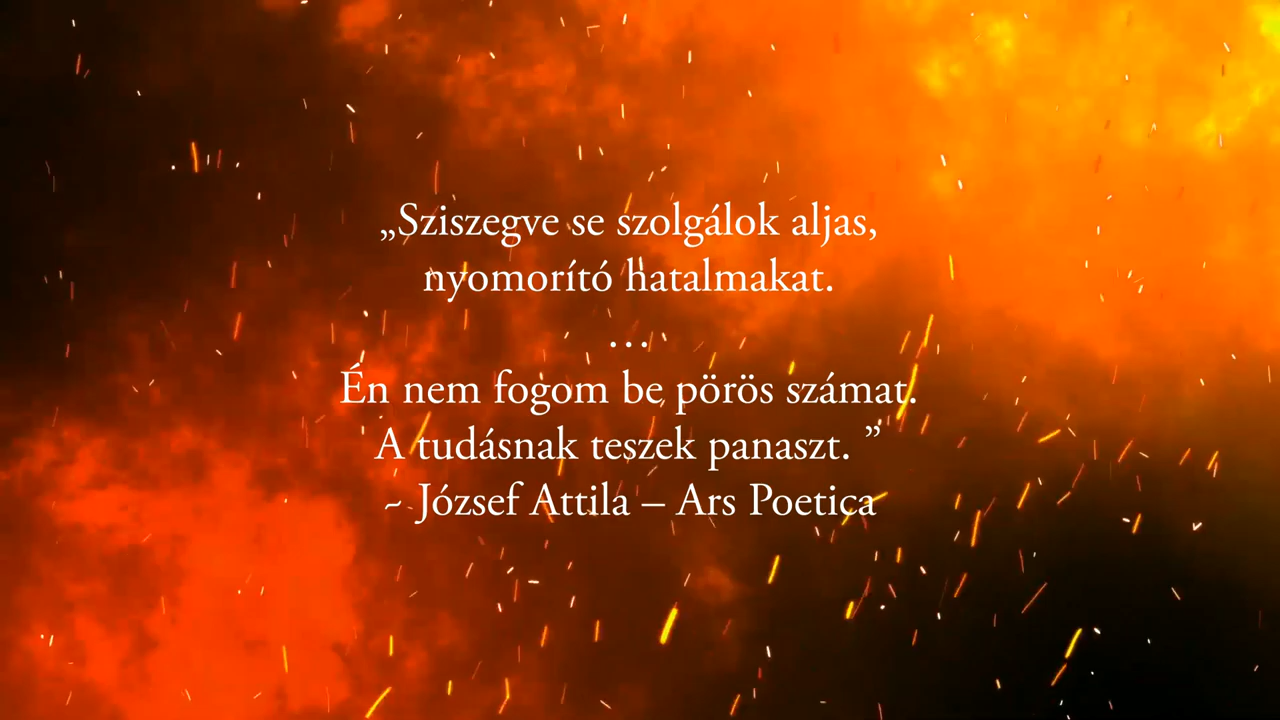 „Sziszegve se szolgálok aljas,
nyomorító hatalmakat.
…
Én nem fogom be pörös számat.
A tudásnak teszek panaszt. ”
~ József Attila – Ars Poetica